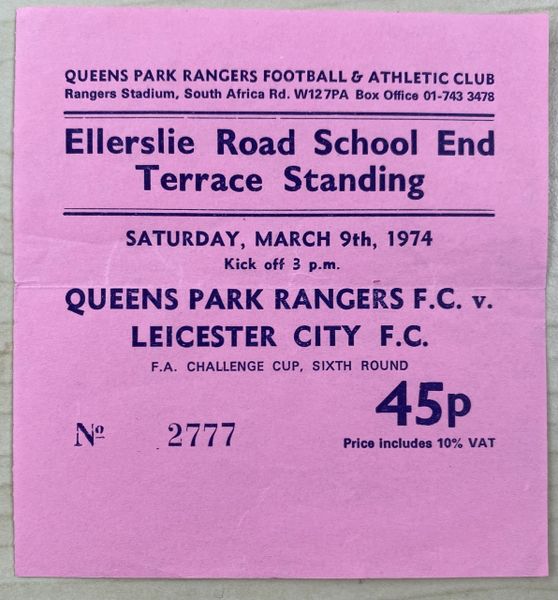 QUEENS PARK RANGERS FOOTBALL & ATHLETIC CLUB
Rangers Stadium, South Africa Rd. W127PA Box Office 01-743 3478
Ellerslie Road School End
Terrace Standing
SATURDAY, MARCH 9th, 1974
Kick off 3 p.m.
QUEENS PARK RANGERS F.C. v.
LEICESTER CITY F.C.
F.A. CHALLENGE CUP, SIXTH ROUND
45p
Nº 2777
Price includes 10% VAT